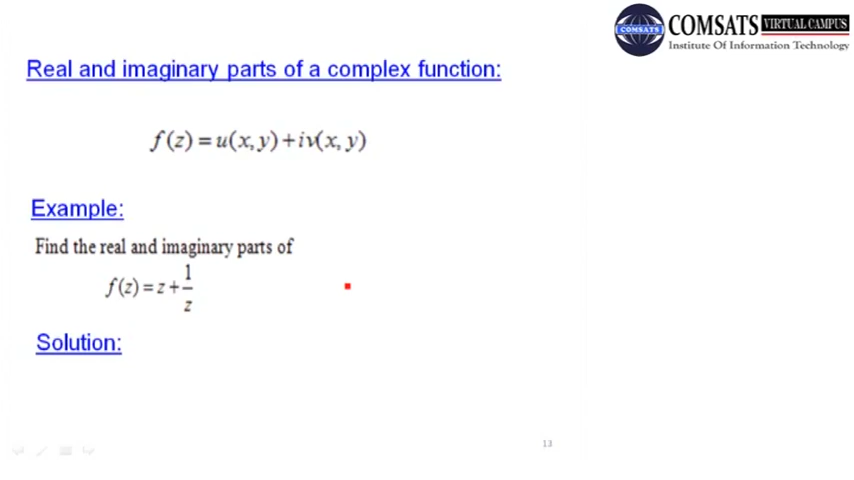 COMSATS VIRTUAL CAMPUS
Institute Of Information Technology
COMSATS
Real and imaginary parts of a complex function:
f(z) = u(x, y) + iv(x, y)
Example:
Find the real and imaginary parts of
f(z) = z + 1/z
Solution:
13